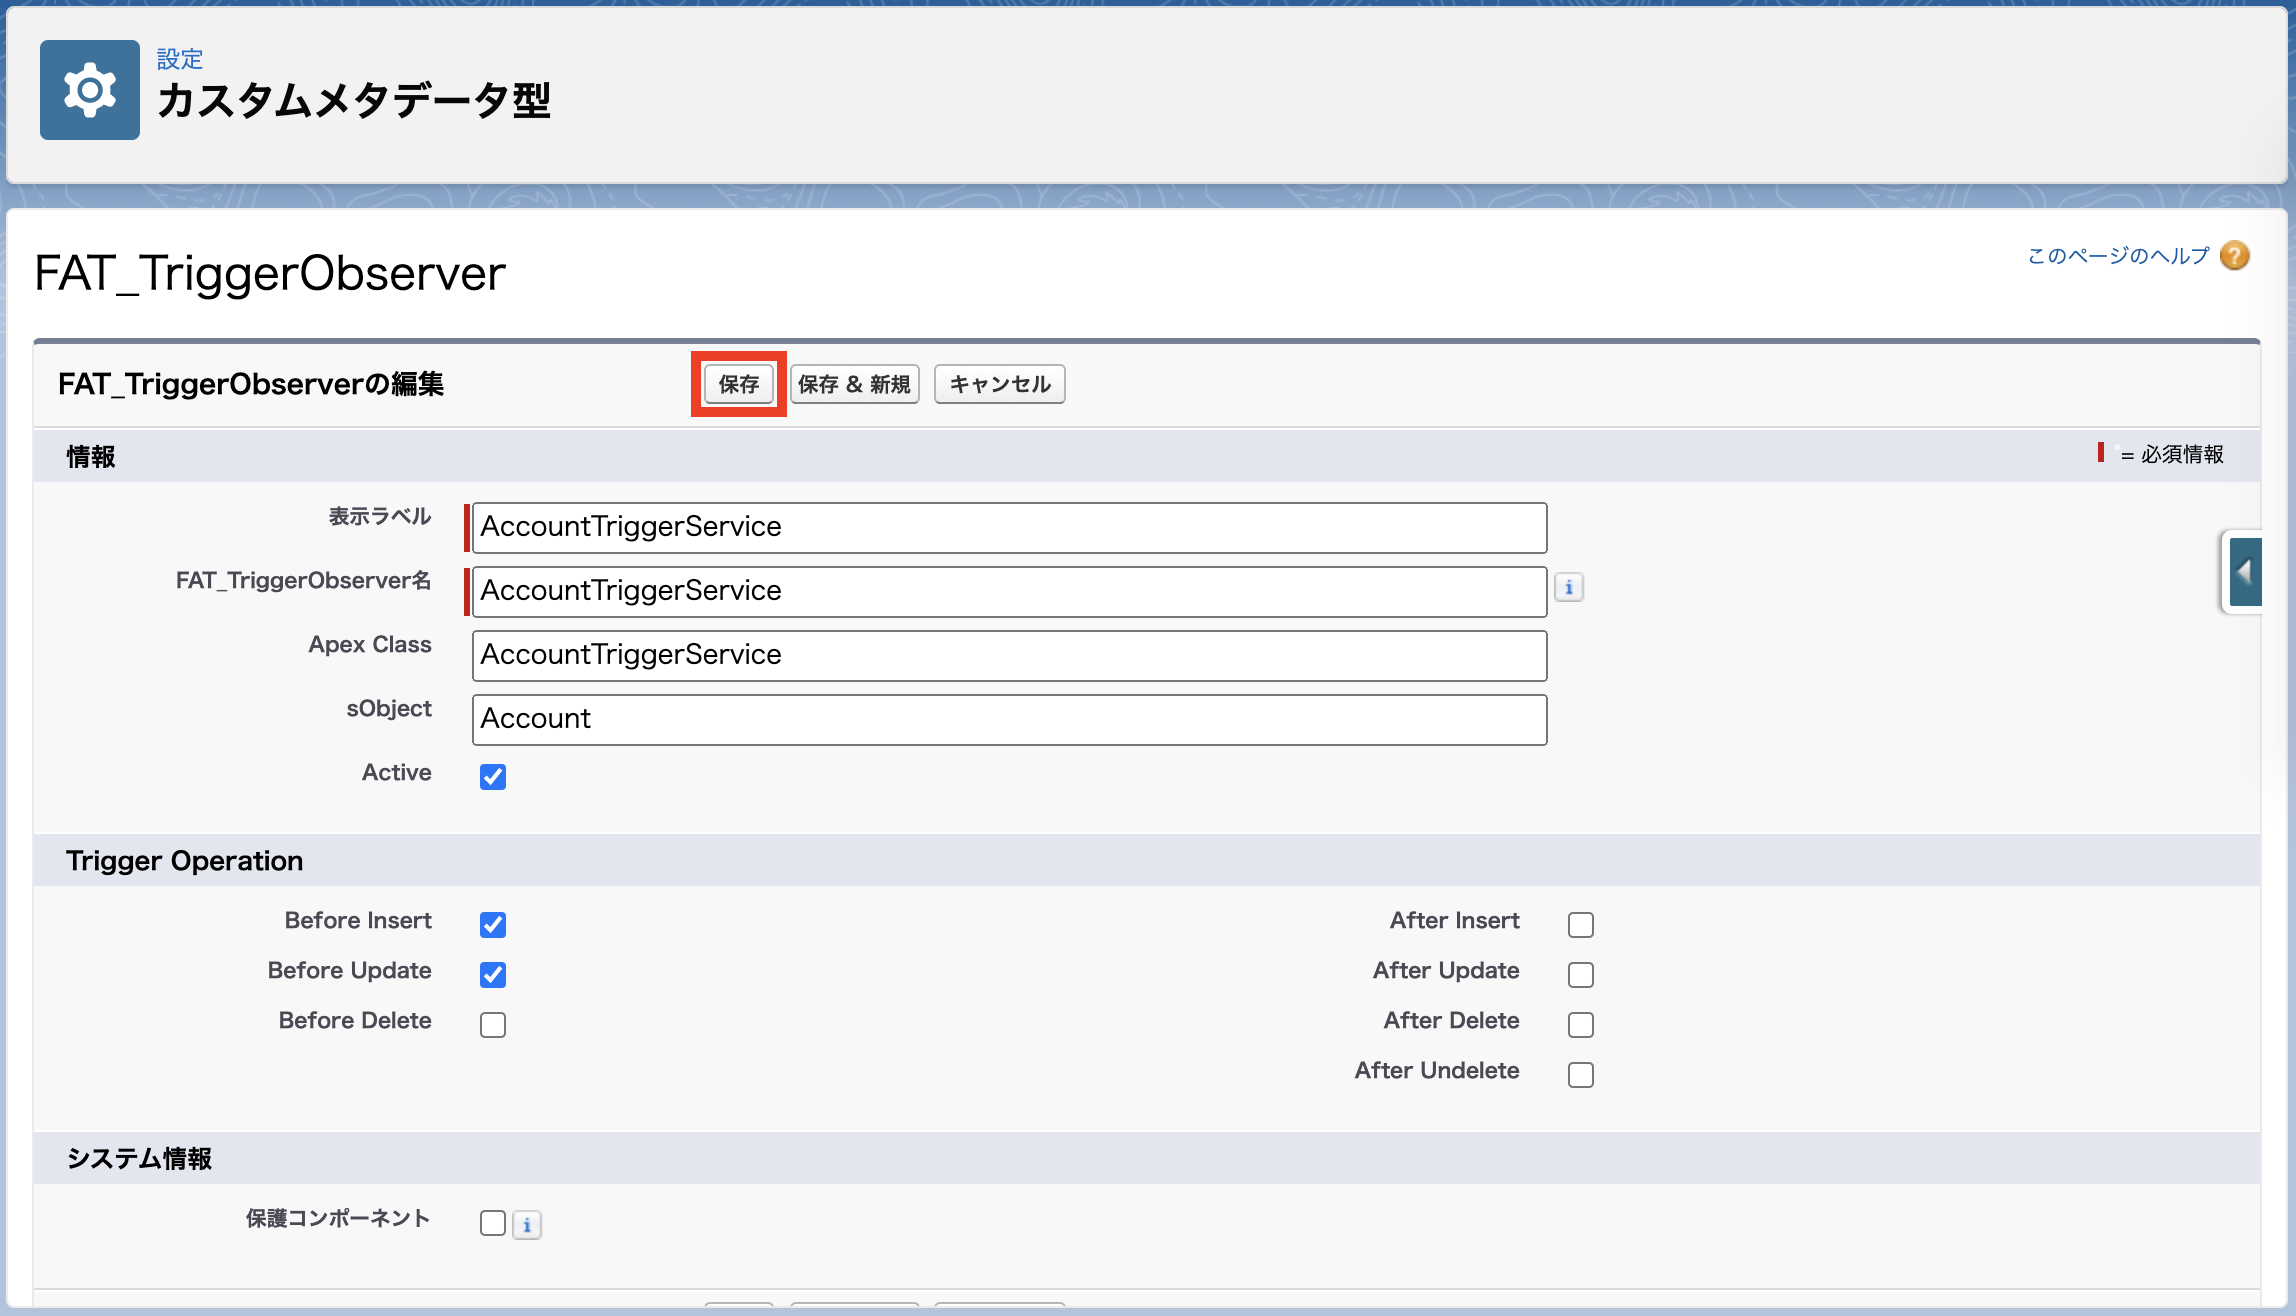 設定
カスタムメタデータ型
FAT_TriggerObserver
このページのヘルプ ?
FAT_TriggerObserverの編集
保存
保存 & 新規
キャンセル
情報
= 必須情報
表示ラベル
AccountTriggerService
FAT_TriggerObserver名
AccountTriggerService
i
Apex Class
AccountTriggerService
sObject
Account
Active
Trigger Operation
Before Insert
After Insert
Before Update
After Update
Before Delete
After Delete
After Undelete
システム情報
保護コンポーネント
i